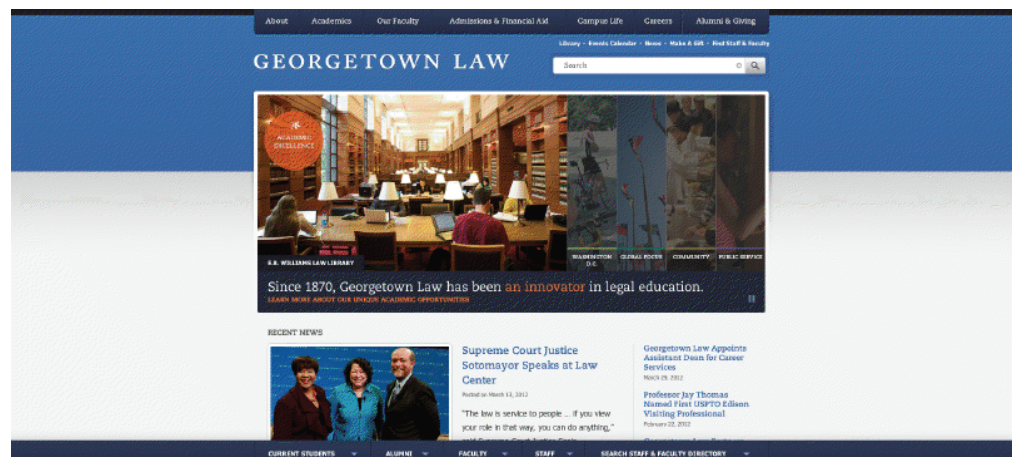 About Academics Our Faculty Admissions & Financial Aid Campus Life Careers Alumni & Giving
Library - Events Calendar - News - Make A Gift - Find Staff & Faculty
GEORGETOWN LAW
Search
ACADEMIC
EXCELLENCE
WASHINGTON
D.C.
GLOBAL FOCUS
COMMUNITY
PUBLIC SERVICE
E.B. WILLIAMS LAW LIBRARY
Since 1870, Georgetown Law has been an innovator in legal education.
LEARN MORE ABOUT OUR UNIQUE ACADEMIC OPPORTUNITIES
RECENT NEWS
Supreme Court Justice
Sotomayor Speaks at Law
Center
Posted on March 13, 2012
"The law is service to people ... if you view
your role in that way, you can do anything,"
Georgetown Law Appoints
Assistant Dean for Career
Services
March 29, 2012
Professor Jay Thomas
Named First USPTO Edison
Visiting Professional
February 22, 2012
CURRENT STUDENTS ALUMNI FACULTY STAFF SEARCH STAFF & FACULTY DIRECTORY